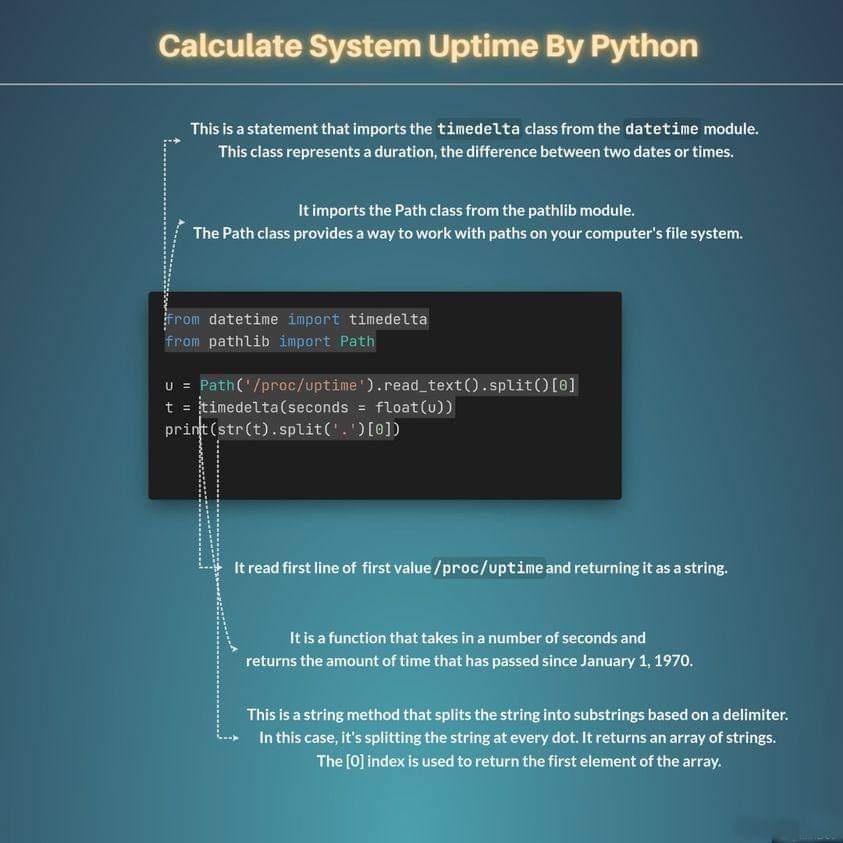 Calculate System Uptime By Python
This is a statement that imports the timedelta class from the datetime module.
This class represents a duration, the difference between two dates or times.
It imports the Path class from the pathlib module.
The Path class provides a way to work with paths on your computer's file system.
from datetime import timedelta
from pathlib import Path
u = Path('/proc/uptime').read_text().split()[0]
t = timedelta(seconds = float(u))
print(str(t).split('.')[0])
It read first line of first value /proc/uptime and returning it as a string.
It is a function that takes in a number of seconds and
returns the amount of time that has passed since January 1, 1970.
This is a string method that splits the string into substrings based on a delimiter.
In this case, it's splitting the string at every dot. It returns an array of strings.
The [0] index is used to return the first element of the array.